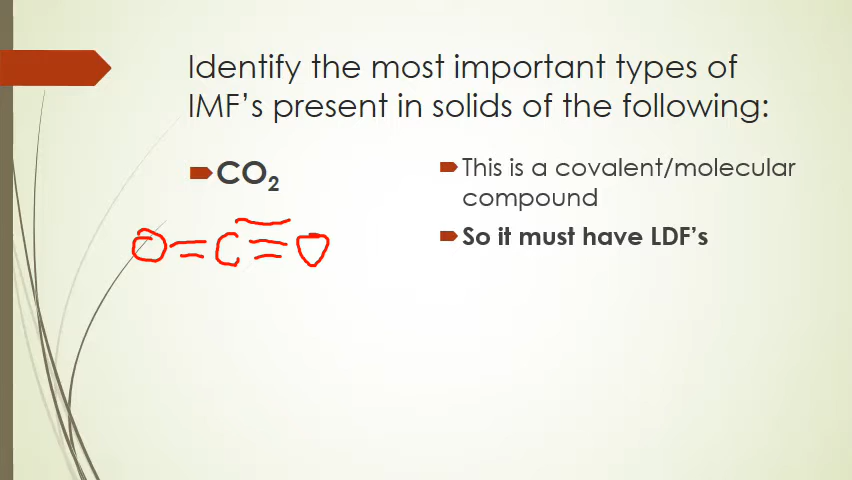 Identify the most important types of
IMF's present in solids of the following:
CO₂
O=C=O
This is a covalent/molecular
compound
So it must have LDF's